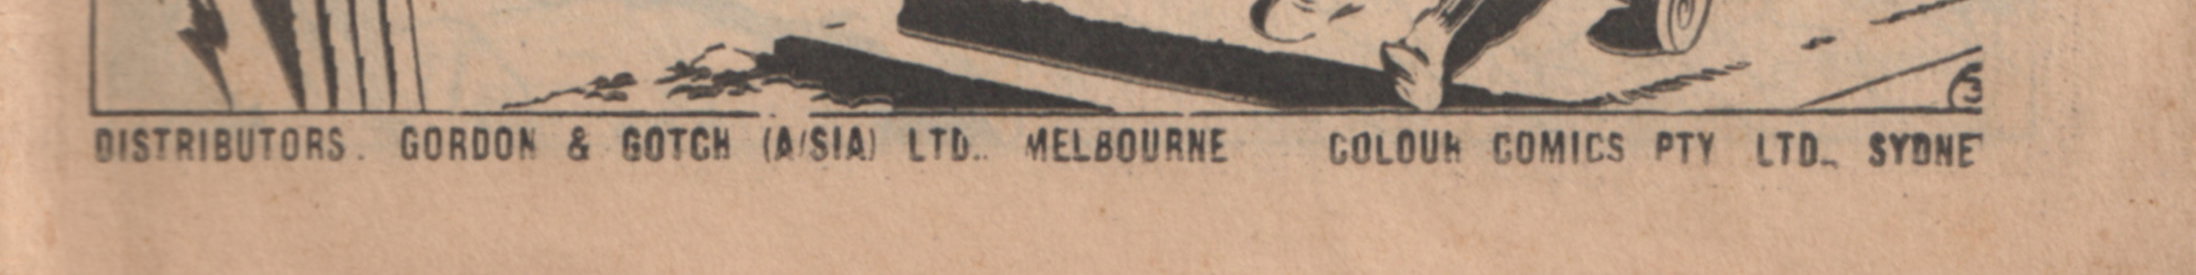 DISTRIBUTORS. GORDON & GOTCH (A/SIA) LTD., MELBOURNE COLOUR COMICS PTY LTD., SYDNE